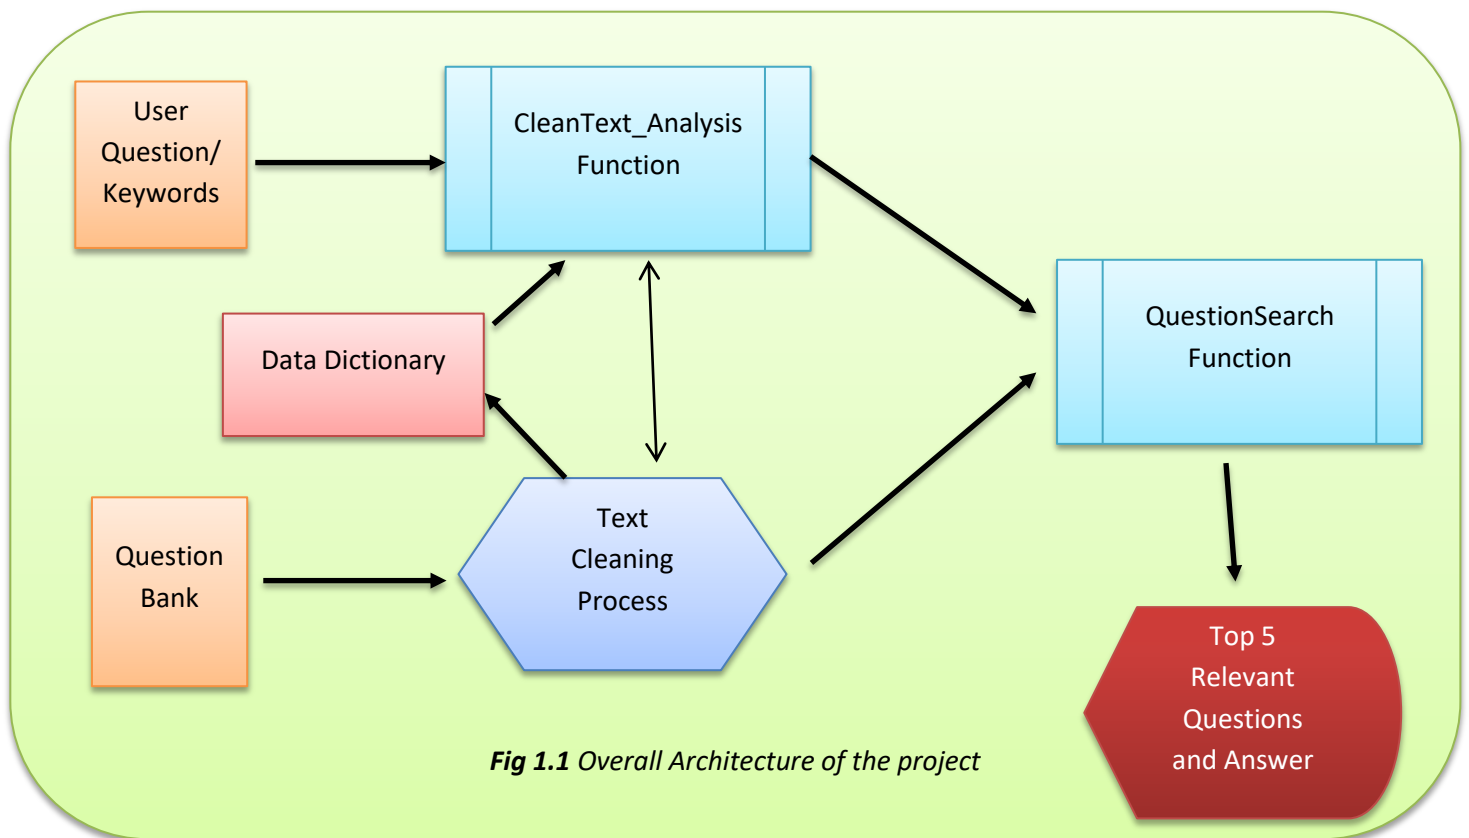 User
Question/
Keywords
CleanText_Analysis
Function
QuestionSearch
Function
Data Dictionary
Question
Bank
Text
Cleaning
Process
Top 5
Relevant
Questions
and Answer
Fig 1.1 Overall Architecture of the project